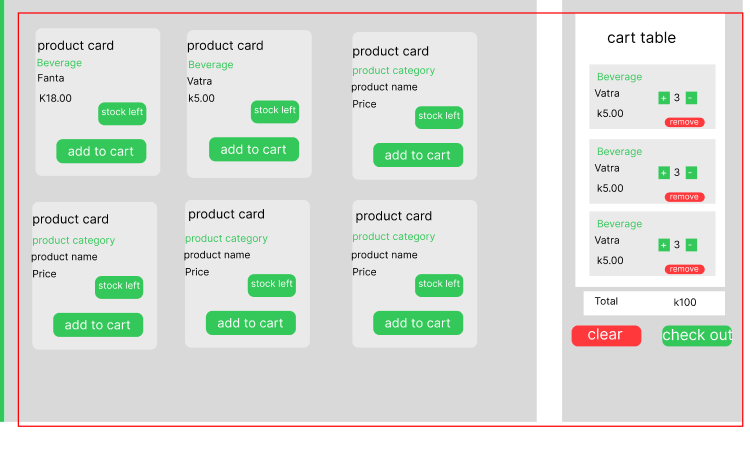 product card
Beverage
Fanta
K18.00
stock left
add to cart
product card
Beverage
Vatra
k5.00
stock left
add to cart
product card
product category
product name
Price
stock left
add to cart
product card
product category
product name
Price
stock left
add to cart
product card
product category
product name
Price
stock left
add to cart
product card
product category
product name
Price
stock left
add to cart
cart table
Beverage
Vatra
+ 3 -
k5.00
remove
Beverage
Vatra
+ 3 -
k5.00
remove
Beverage
Vatra
+ 3 -
k5.00
remove
Total k100
clear check out